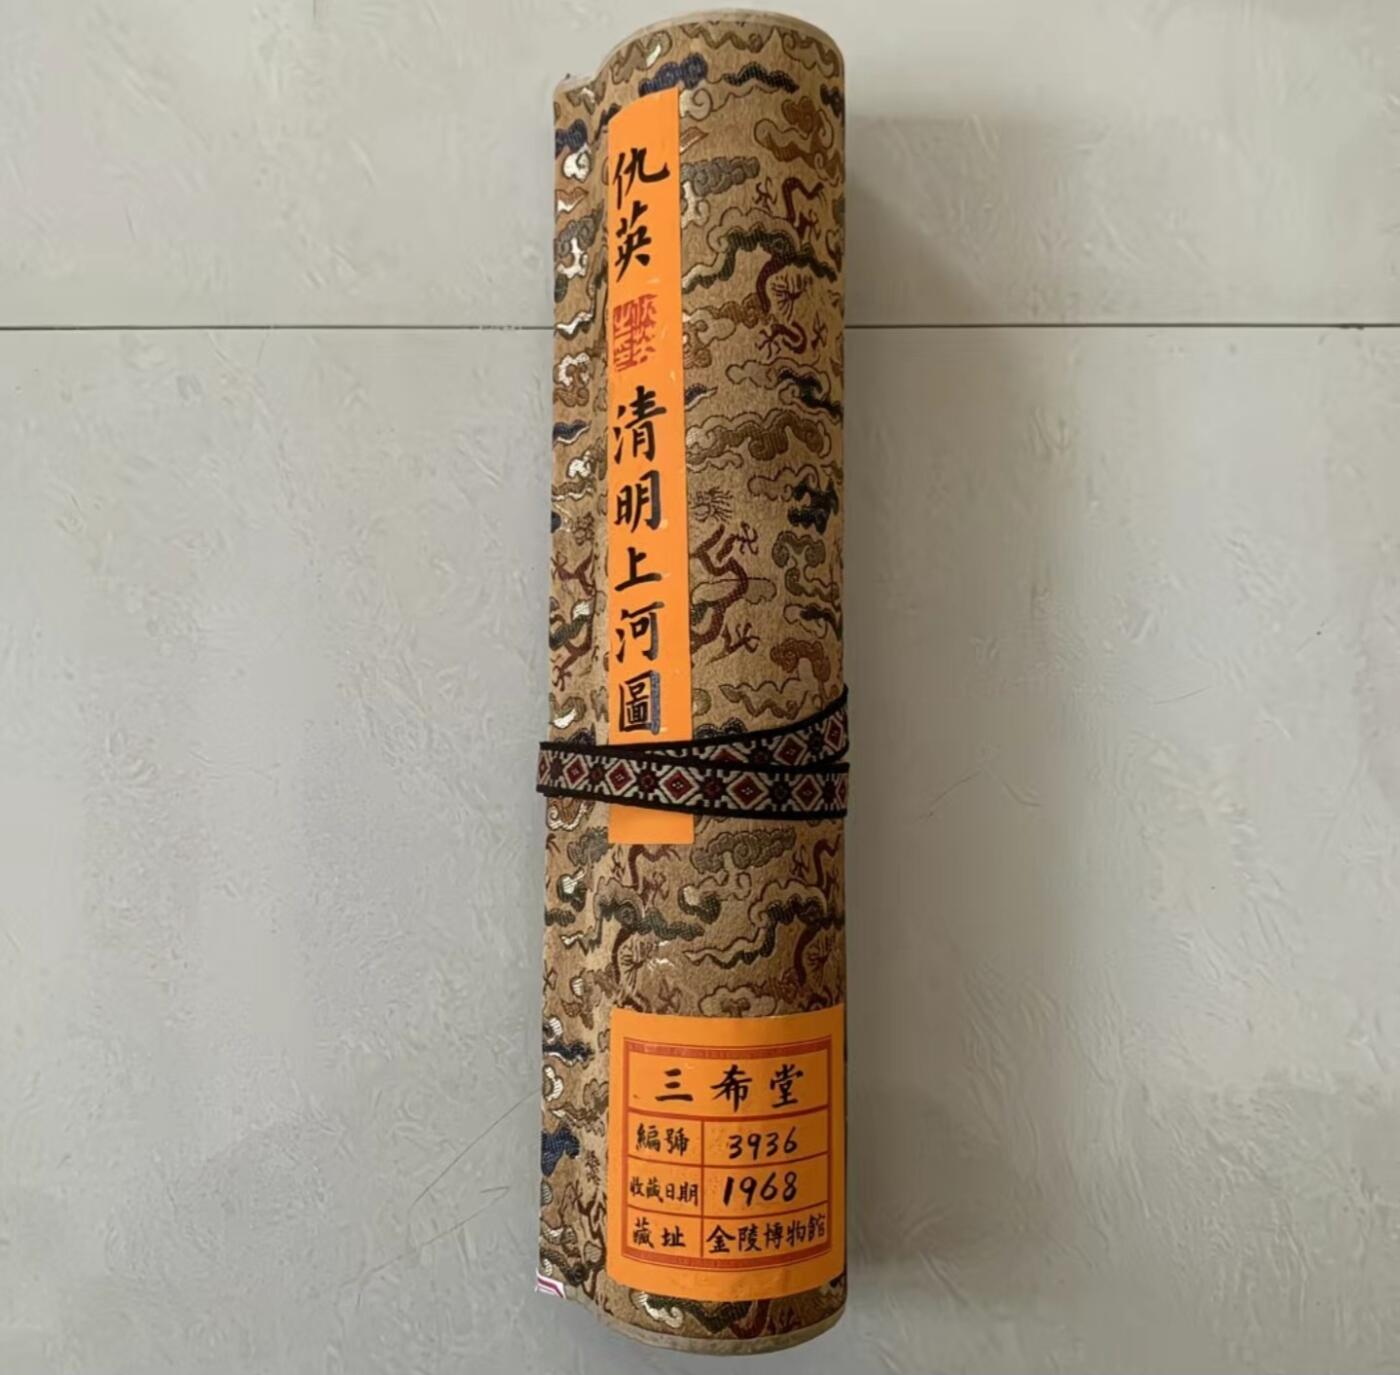 仇英
清明上河圖
三希堂
編號 3936
收藏日期 1968
藏址 金陵博物館